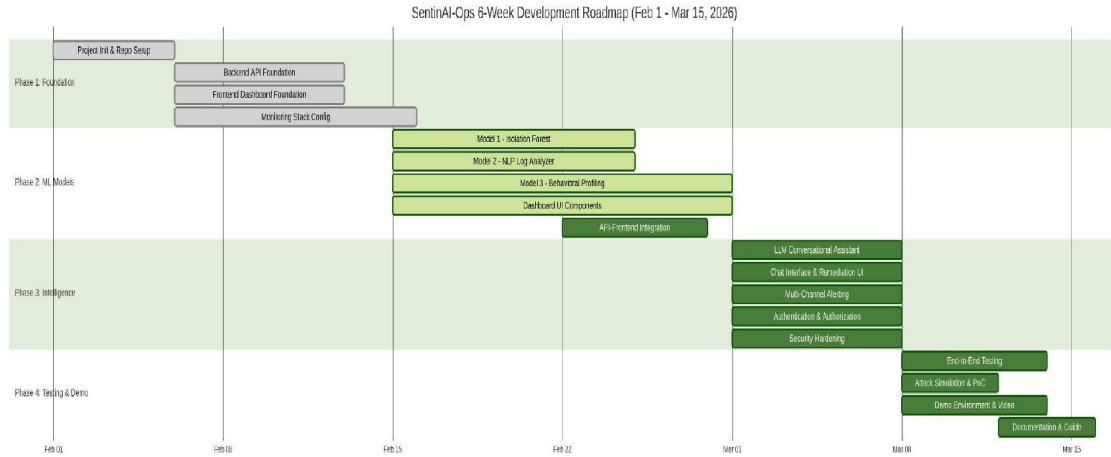 SentinAI-Ops 6-Week Development Roadmap (Feb 1 - Mar 15, 2026)
Phase 1: Foundation
Project Init & Repo Setup
Backend API Foundation
Frontend Dashboard Foundation
Monitoring Stack Config
Phase 2: ML Models
Model 1 - Isolation Forest
Model 2 - NLP Log Analyzer
Model 3 - Behavioral Profiling
Dashboard UI Components
API-Frontend Integration
Phase 3: Intelligence
LLM Conversational Assistant
Chat Interface & Remediation UI
Multi-Channel Alerting
Authentication & Authorization
Security Hardening
Phase 4: Testing & Demo
End-to-End Testing
Attack Simulation & PoC
Demo Environment & Video
Documentation & Guide
Feb 01
Feb 08
Feb 15
Feb 22
Mar 01
Mar 08
Mar 15